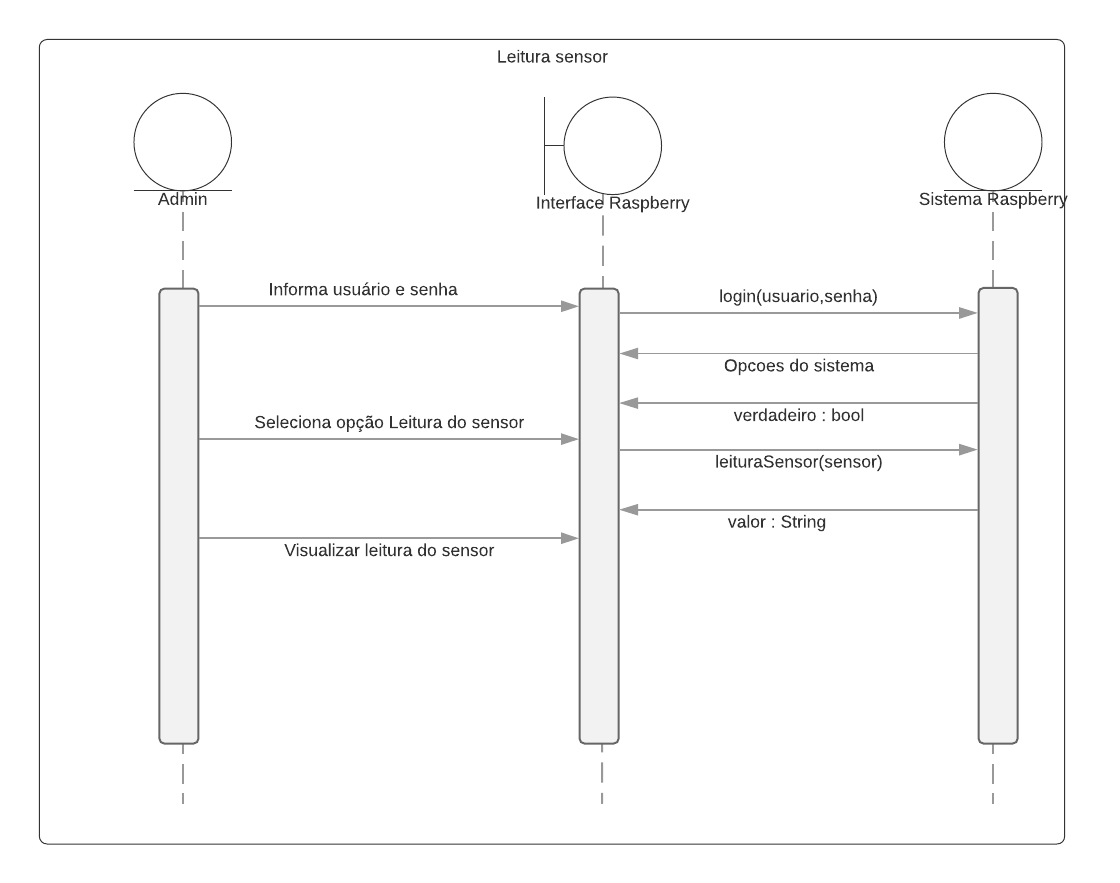 Leitura sensor
Admin
Interface Raspberry
Sistema Raspberry
Informa usuário e senha
login(usuario,senha)
Opcoes do sistema
verdadeiro : bool
Seleciona opção Leitura do sensor
leituraSensor(sensor)
valor : String
Visualizar leitura do sensor